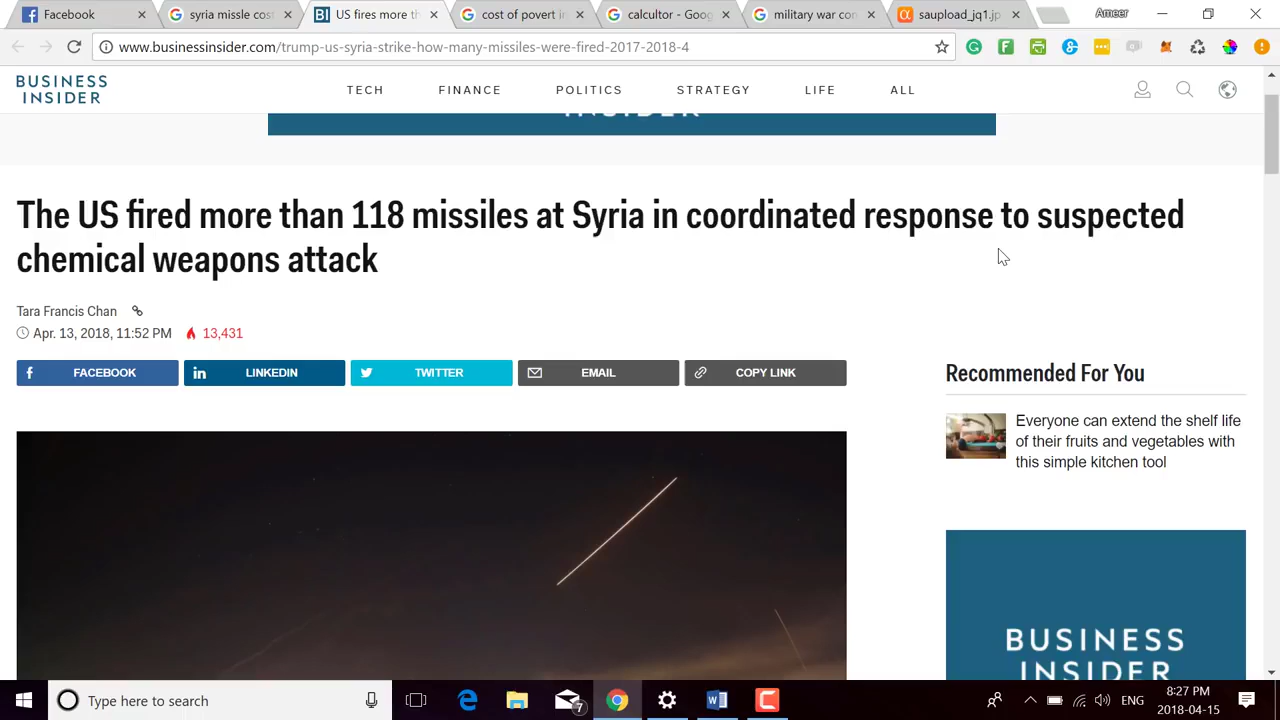 Facebook
syria missle cos
US fires more th
cost of povert in
calcultor - Goog
military war con
saupload_jq1.jp
Ameer
www.businessinsider.com/trump-us-syria-strike-how-many-missiles-were-fired-2017-2018-4
BUSINESS
INSIDER
TECH
FINANCE
POLITICS
STRATEGY
LIFE
ALL
The US fired more than 118 missiles at Syria in coordinated response to suspected
chemical weapons attack
Tara Francis Chan
Apr. 13, 2018, 11:52 PM 13,431
FACEBOOK
LINKEDIN
TWITTER
EMAIL
COPY LINK
Recommended For You
Everyone can extend the shelf life
of their fruits and vegetables with
this simple kitchen tool
BUSINESS
INSIDER
Type here to search
7
ENG
8:27 PM
2018-04-15